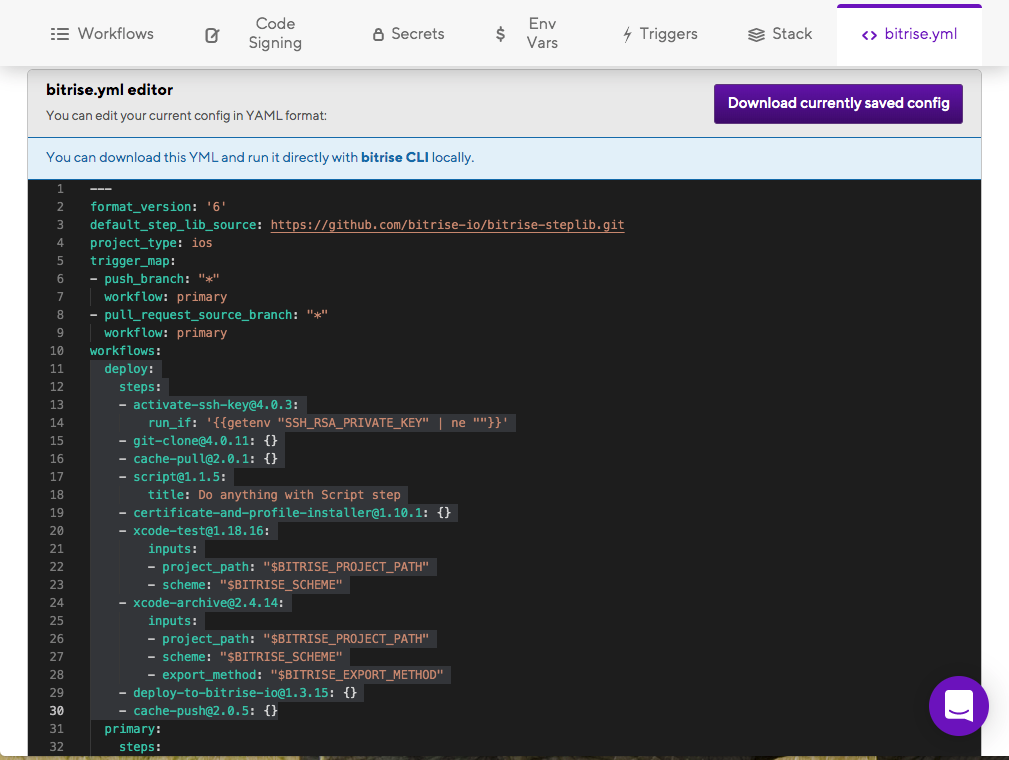 Workflows
Code Signing
Secrets
$ Env Vars
Triggers
Stack
<> bitrise.yml
bitrise.yml editor
You can edit your current config in YAML format:
Download currently saved config
You can download this YML and run it directly with bitrise CLI locally.
1 ---
2 format_version: '6'
3 default_step_lib_source: https://github.com/bitrise-io/bitrise-steplib.git
4 project_type: ios
5 trigger_map:
6 - push_branch: "*"
7   workflow: primary
8 - pull_request_source_branch: "*"
9   workflow: primary
10 workflows:
11   deploy:
12     steps:
13     - activate-ssh-key@4.0.3:
14         run_if: '{{getenv "SSH_RSA_PRIVATE_KEY" | ne ""}}'
15     - git-clone@4.0.11: {}
16     - cache-pull@2.0.1: {}
17     - script@1.1.5:
18         title: Do anything with Script step
19     - certificate-and-profile-installer@1.10.1: {}
20     - xcode-test@1.18.16:
21         inputs:
22         - project_path: "$BITRISE_PROJECT_PATH"
23         - scheme: "$BITRISE_SCHEME"
24     - xcode-archive@2.4.14:
25         inputs:
26         - project_path: "$BITRISE_PROJECT_PATH"
27         - scheme: "$BITRISE_SCHEME"
28         - export_method: "$BITRISE_EXPORT_METHOD"
29     - deploy-to-bitrise-io@1.3.15: {}
30     - cache-push@2.0.5: {}
31   primary:
32     steps: